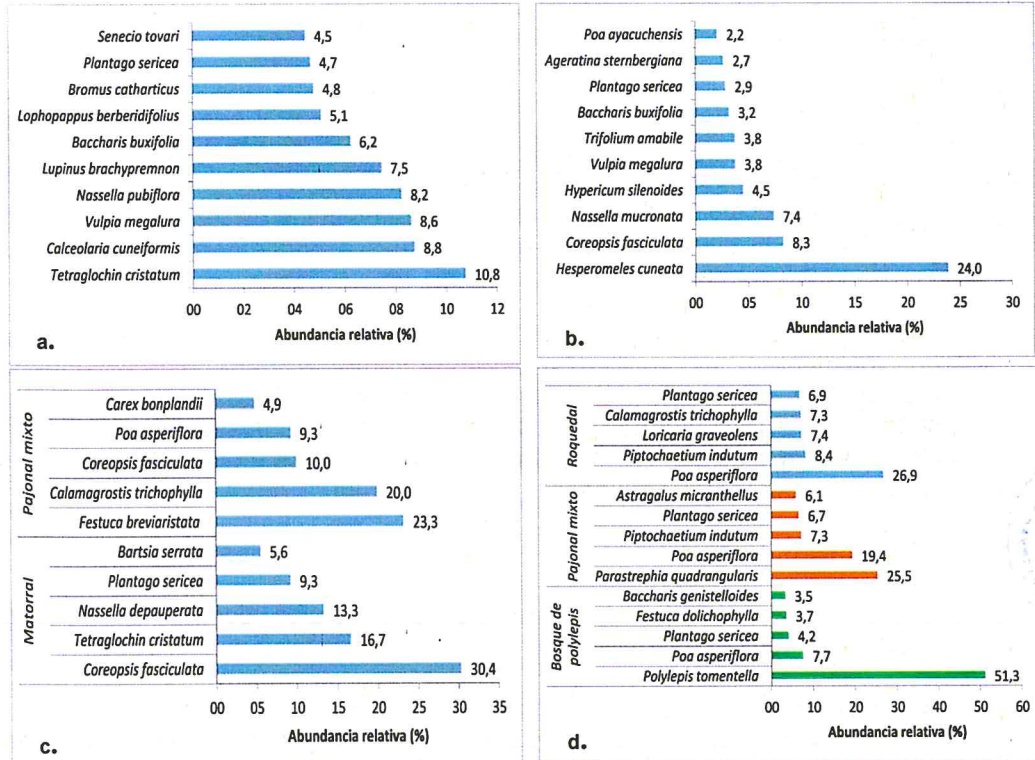 Senecio tovari 4,5
Plantago sericea 4,7
Bromus catharticus 4,8
Lophopappus berberidifolius 5,1
Baccharis buxifolia 6,2
Lupinus brachypremnon 7,5
Nassella pubiflora 8,2
Vulpia megalura 8,6
Calceolaria cuneiformis 8,8
Tetraglochin cristatum 10,8
00 02 04 06 08 10 12
Abundancia relativa (%)
a.
Poa ayacuchensis 2,2
Ageratina sternbergiana 2,7
Plantago sericea 2,9
Baccharis buxifolia 3,2
Trifolium amabile 3,8
Vulpia megalura 3,8
Hypericum silenoides 4,5
Nassella mucronata 7,4
Coreopsis fasciculata 8,3
Hesperomeles cuneata 24,0
00 05 10 15 20 25 30
Abundancia relativa (%)
b.
Pajonal mixto
Carex bonplandii 4,9
Poa asperiflora 9,3
Coreopsis fasciculata 10,0
Calamagrostis trichophylla 20,0
Festuca breviaristata 23,3
Matorral
Bartsia serrata 5,6
Plantago sericea 9,3
Nassella depauperata 13,3
Tetraglochin cristatum 16,7
Coreopsis fasciculata 30,4
00 05 10 15 20 25 30 35
Abundancia relativa (%)
c.
Roquedal
Plantago sericea 6,9
Calamagrostis trichophylla 7,3
Loricaria graveolens 7,4
Piptochaetium indutum 8,4
Poa asperiflora 26,9
Pajonal mixto
Astragalus micranthellus 6,1
Plantago sericea 6,7
Piptochaetium indutum 7,3
Poa asperiflora 19,4
Parastrephia quadrangularis 25,5
Bosque de
polylepis
Baccharis genistelloides 3,5
Festuca dolichophylla 3,7
Plantago sericea 4,2
Poa asperiflora 7,7
Polylepis tomentella 51,3
00 10 20 30 40 50 60
Abundancia relativa (%)
d.